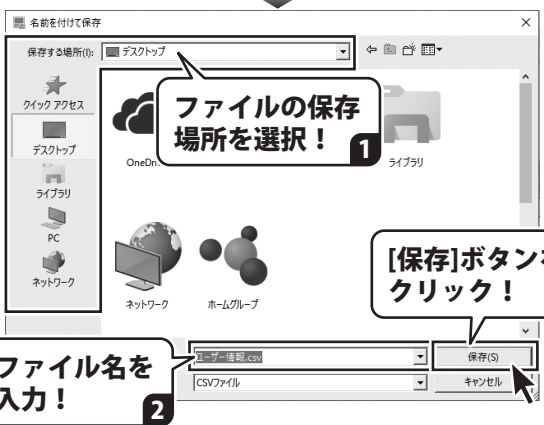 名前を付けて保存
保存する場所(I):
デスクトップ
クイック アクセス
デスクトップ
ライブラリ
PC
ネットワーク
ファイルの保存
場所を選択！
1
ライブラリ
ネットワーク
ホームグループ
[保存]ボタンを
クリック！
ファイル名を
入力！
2
ユーザー情報.csv
保存(S)
CSVファイル
キャンセル